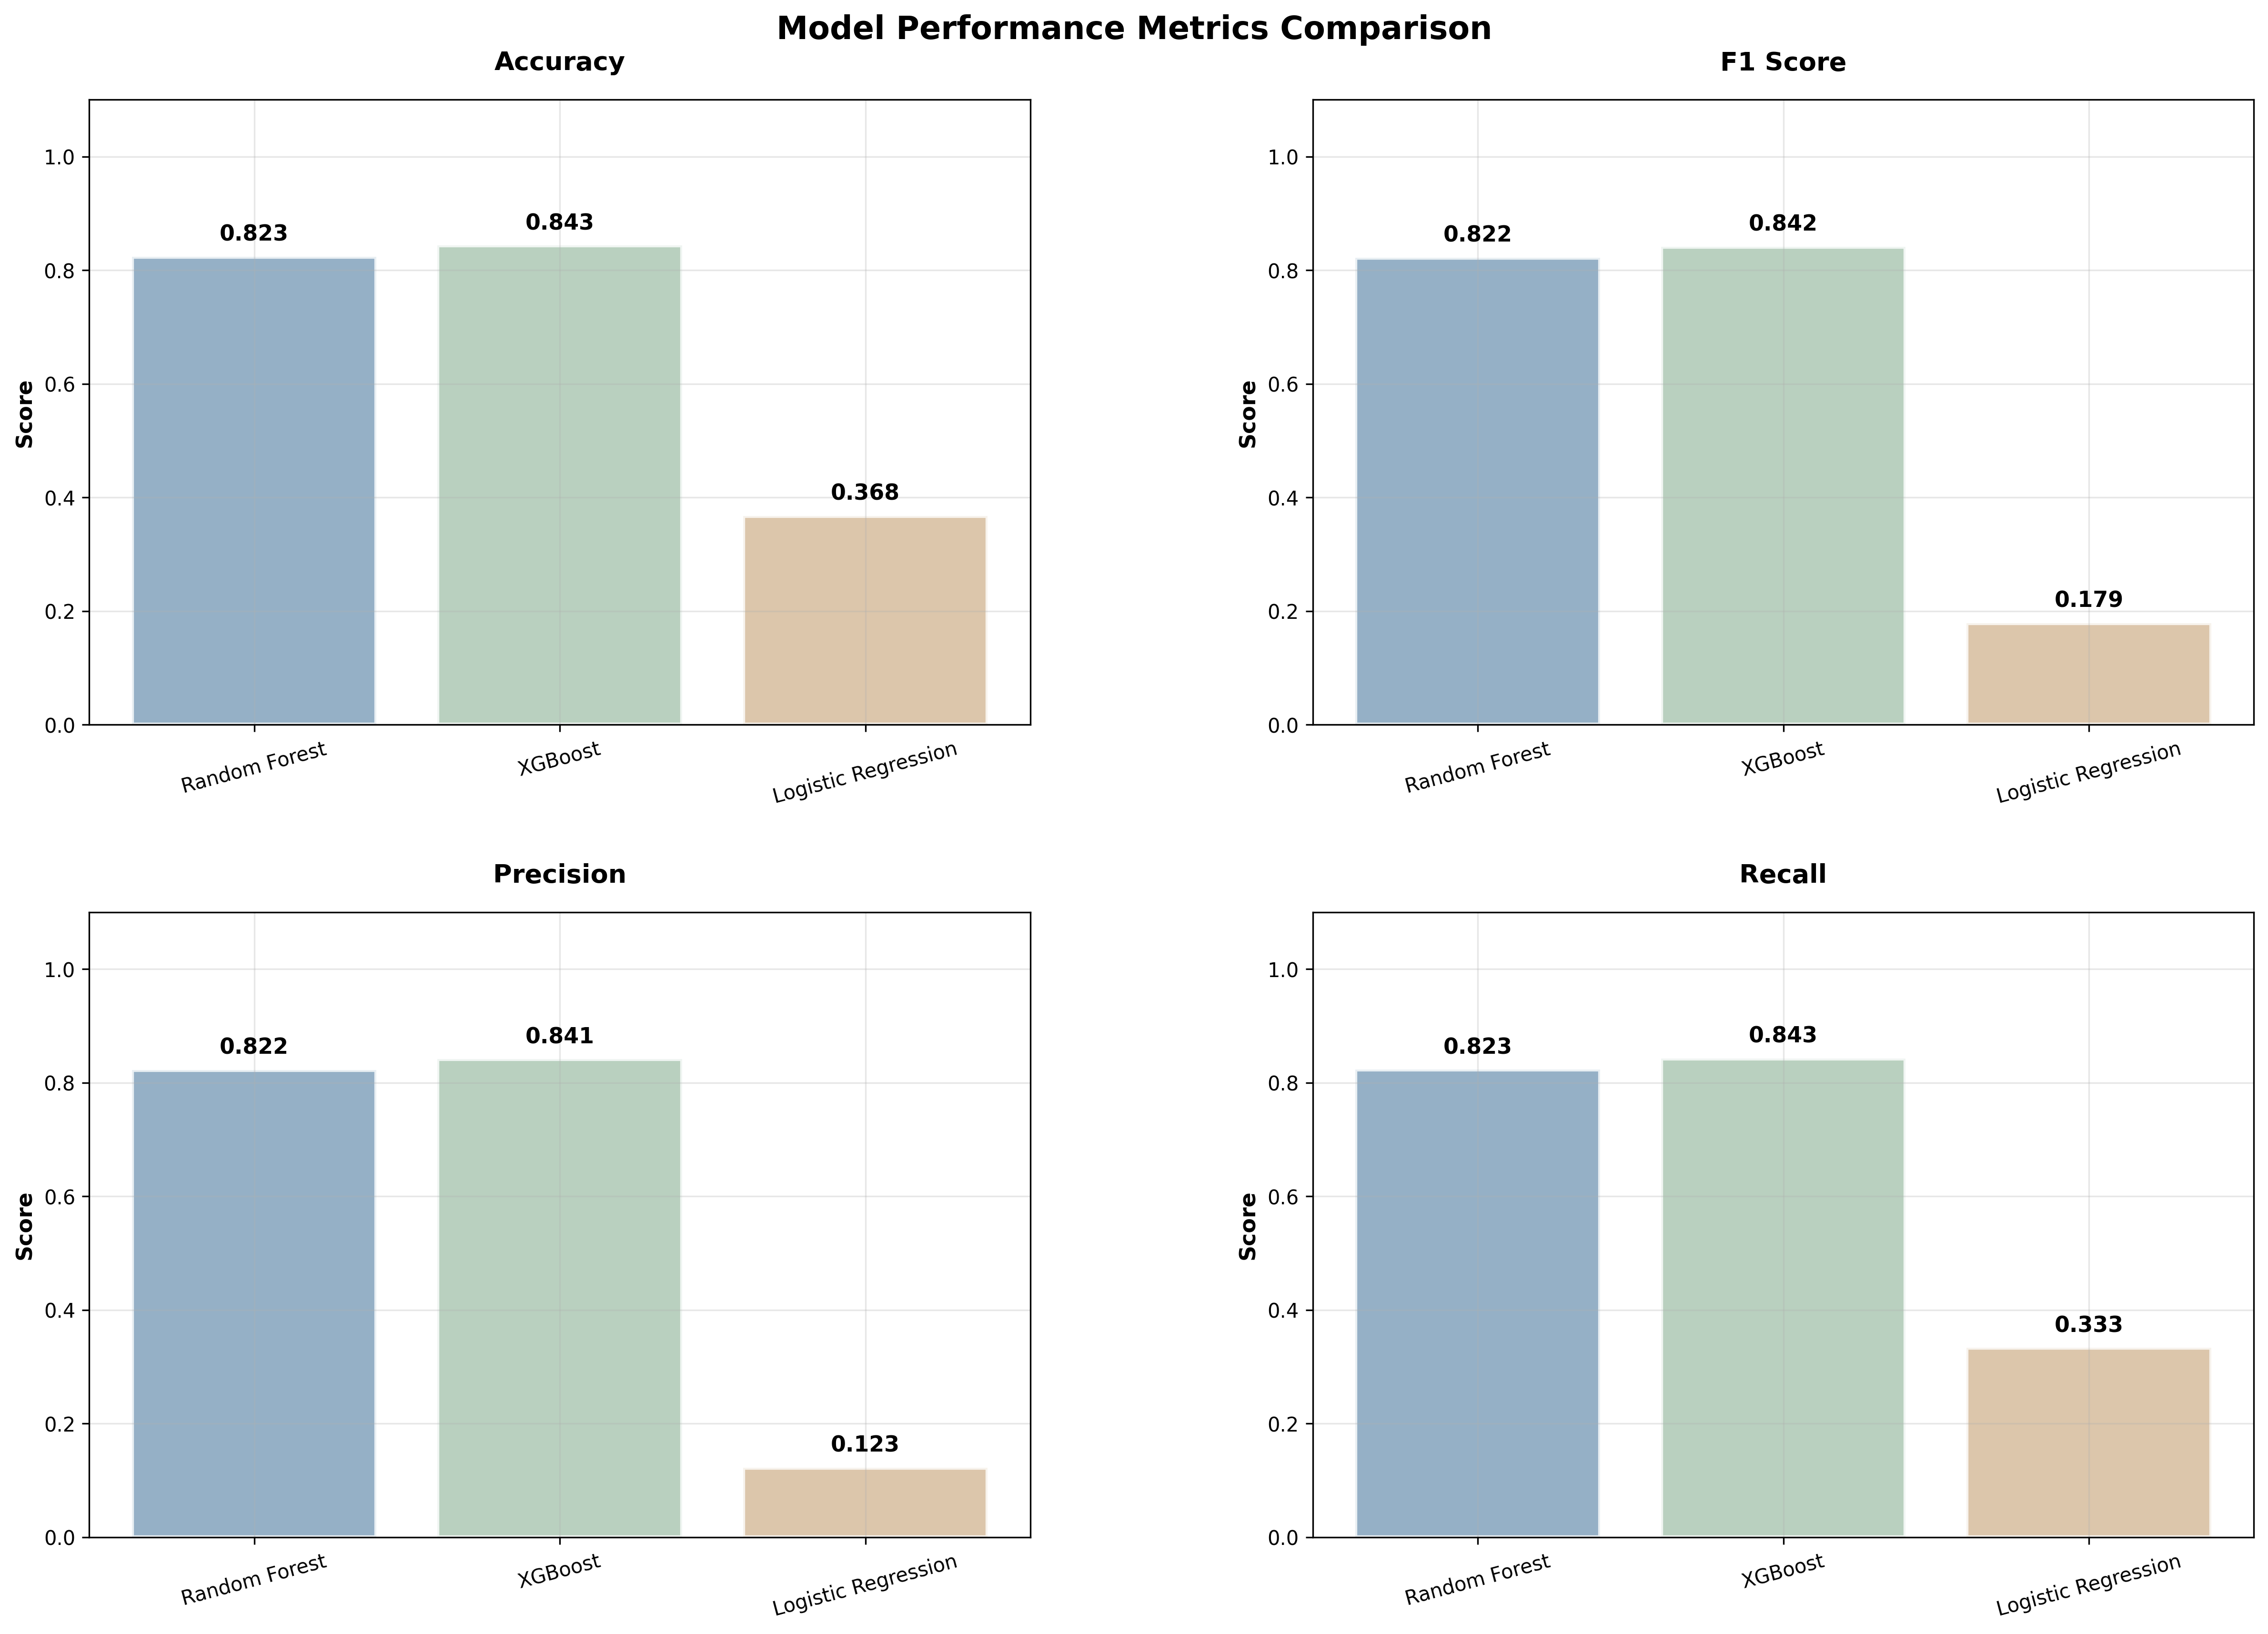 Model Performance Metrics Comparison
Accuracy
Score
1.0
0.8
0.6
0.4
0.2
0.0
0.823
0.843
0.368
Random Forest
XGBoost
Logistic Regression
F1 Score
Score
1.0
0.8
0.6
0.4
0.2
0.0
0.822
0.842
0.179
Random Forest
XGBoost
Logistic Regression
Precision
Score
1.0
0.8
0.6
0.4
0.2
0.0
0.822
0.841
0.123
Random Forest
XGBoost
Logistic Regression
Recall
Score
1.0
0.8
0.6
0.4
0.2
0.0
0.823
0.843
0.333
Random Forest
XGBoost
Logistic Regression